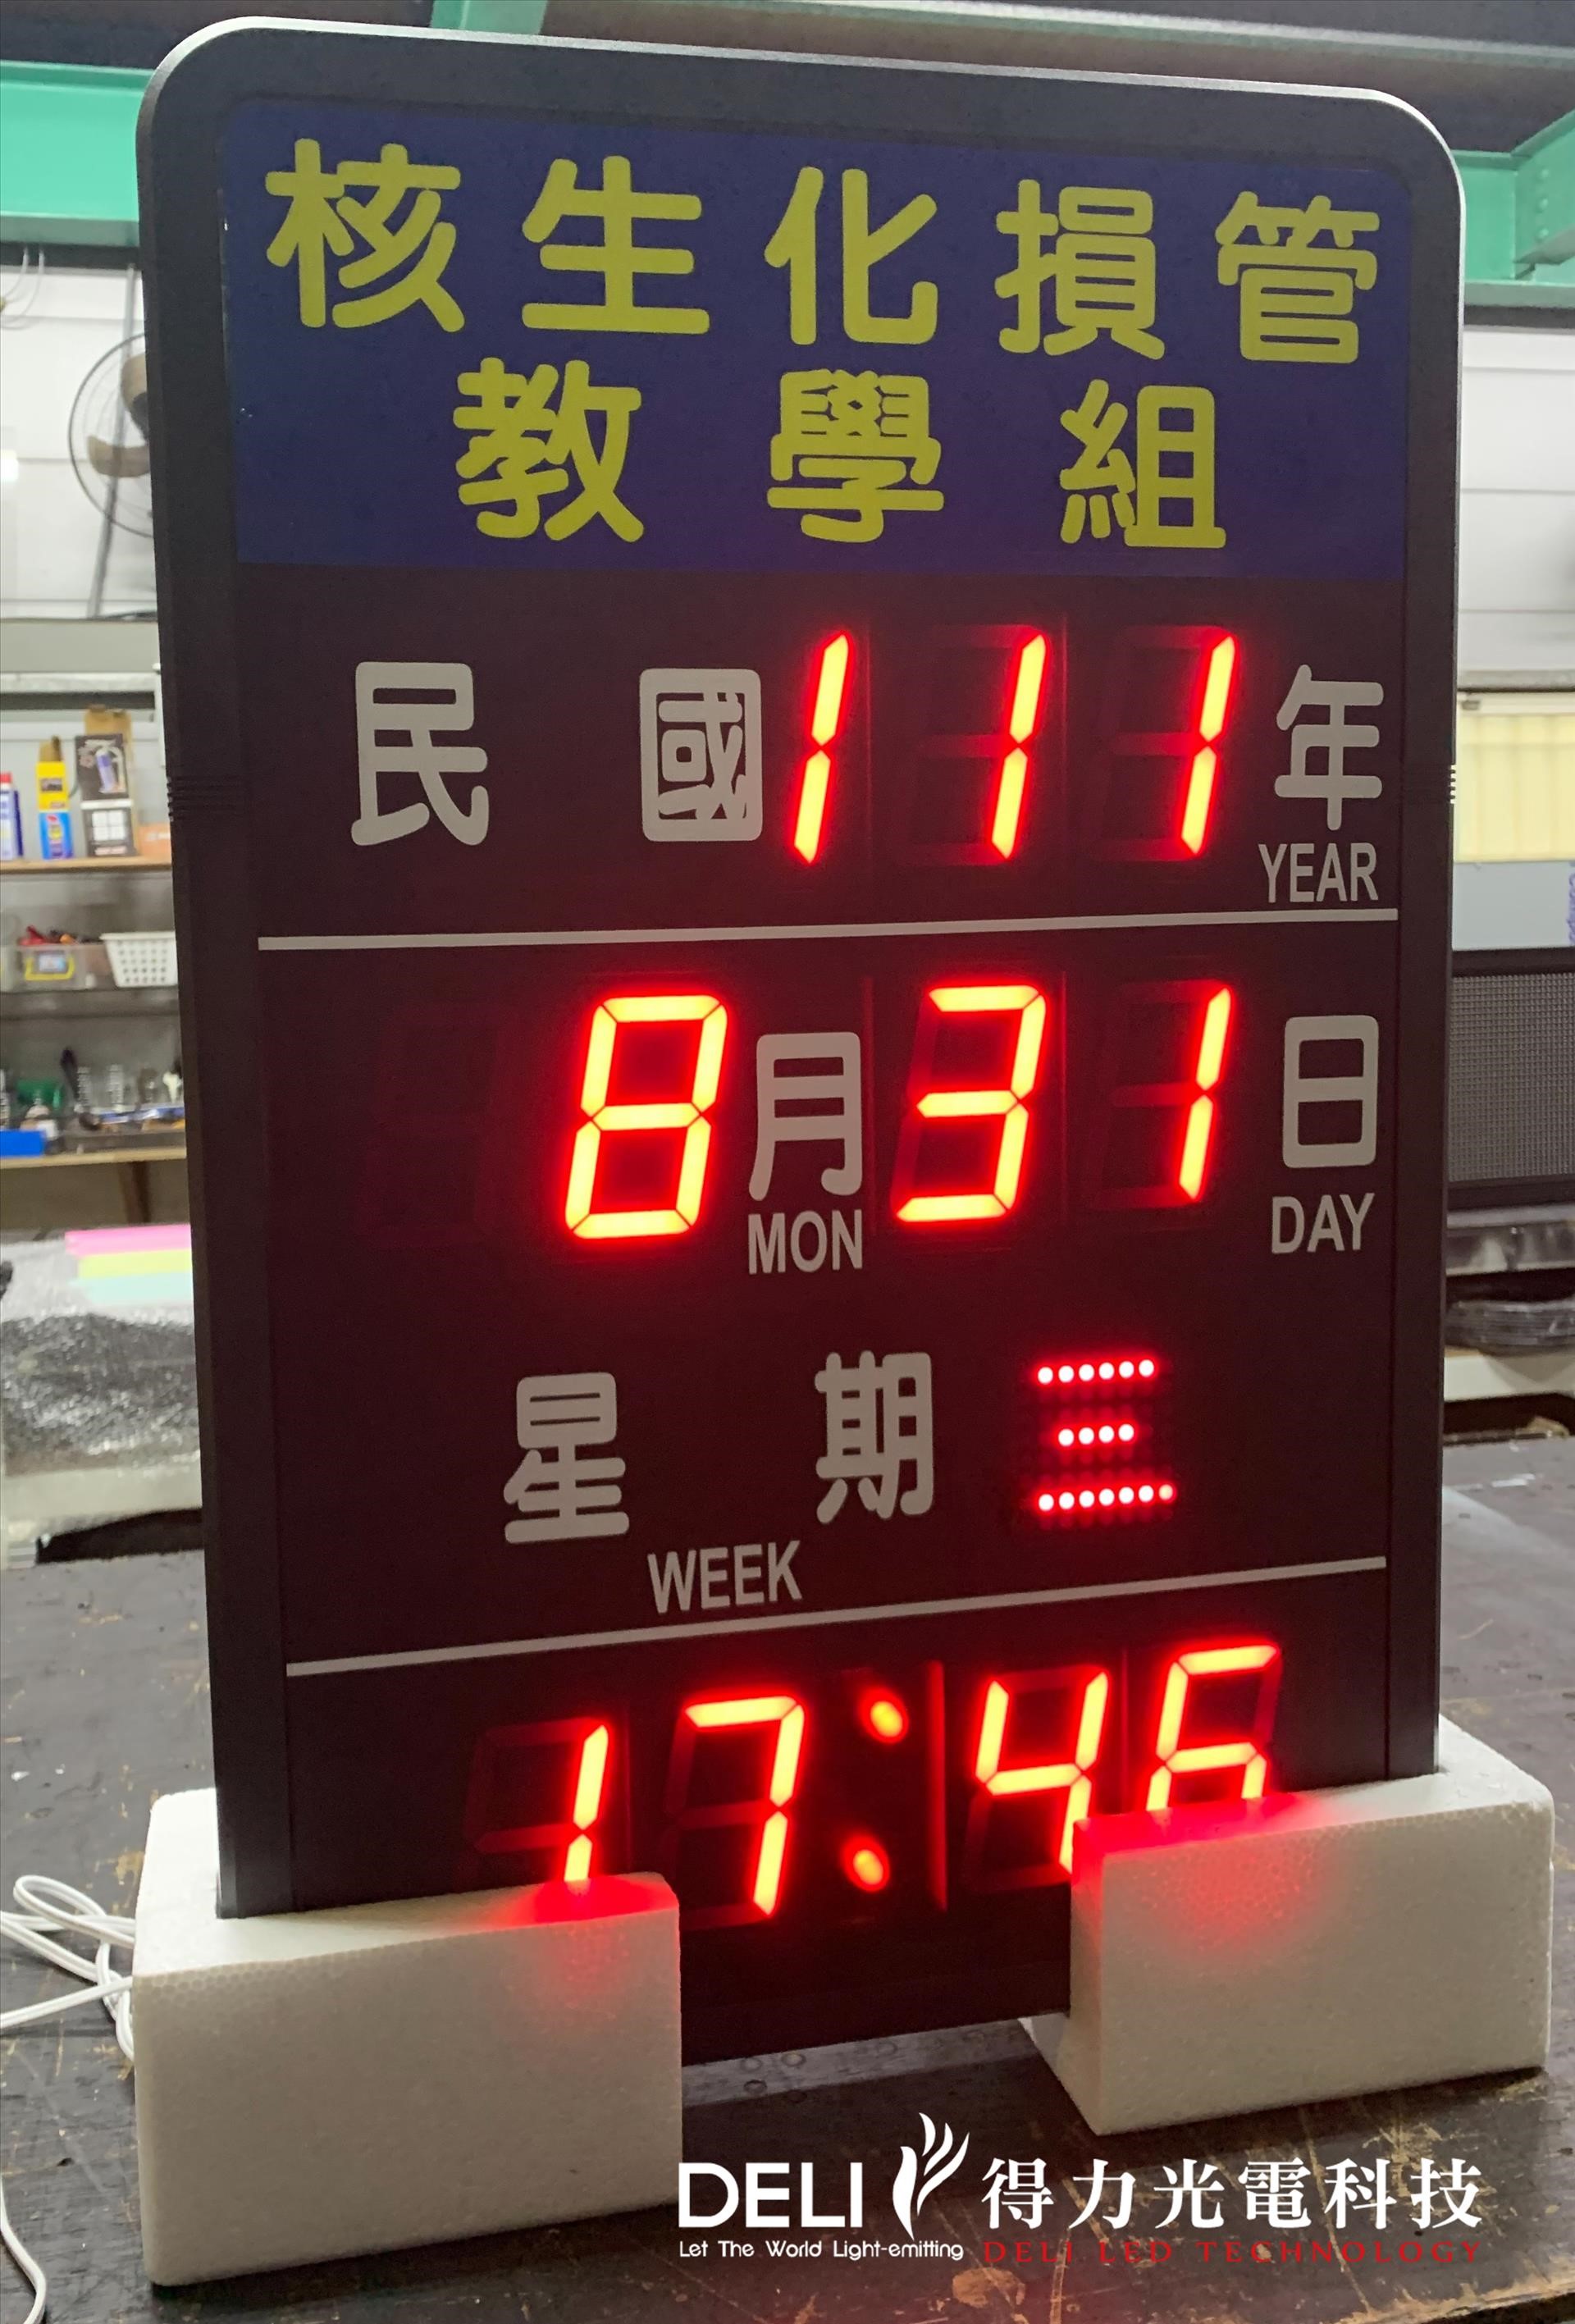 核生化損管
教學組
民國111年
YEAR
8月31日
MON DAY
星期三
WEEK
17:46
DELI 得力光電科技
Let The World Light-emitting DELI LED TECHNOLOGY